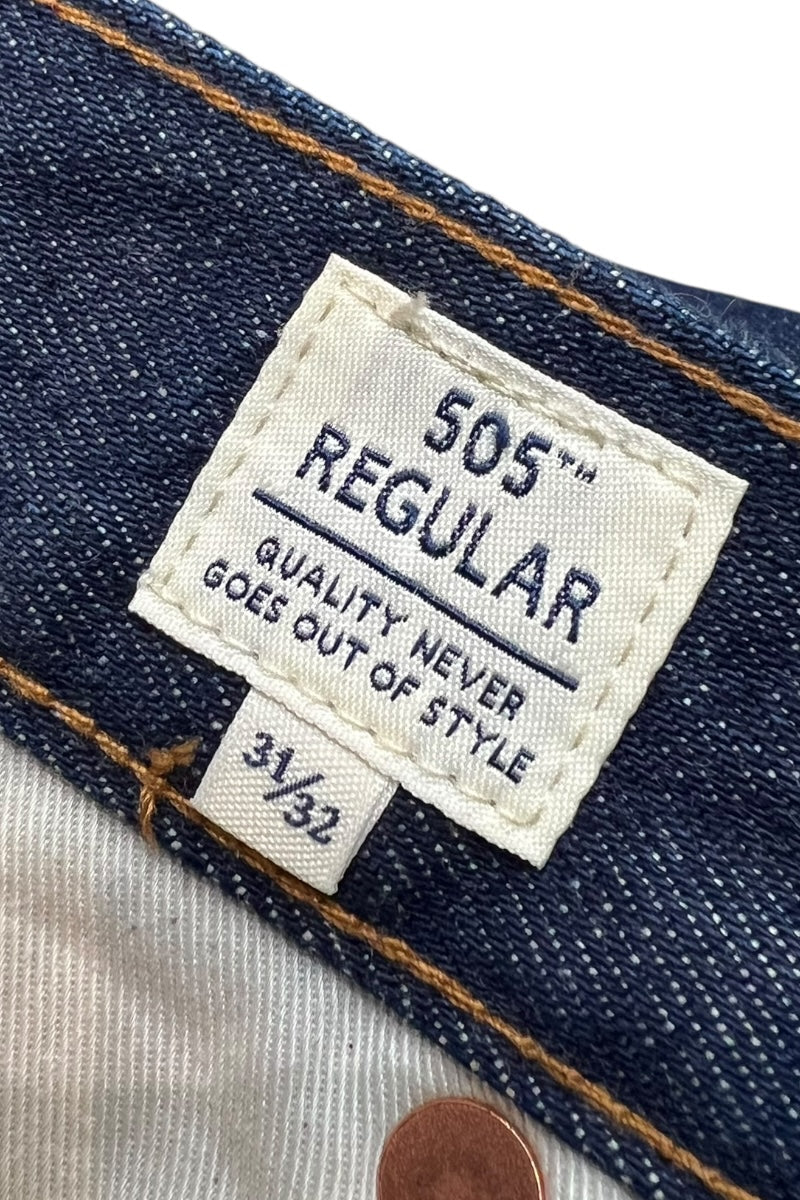 505™
REGULAR
QUALITY NEVER
GOES OUT OF STYLE
31/32